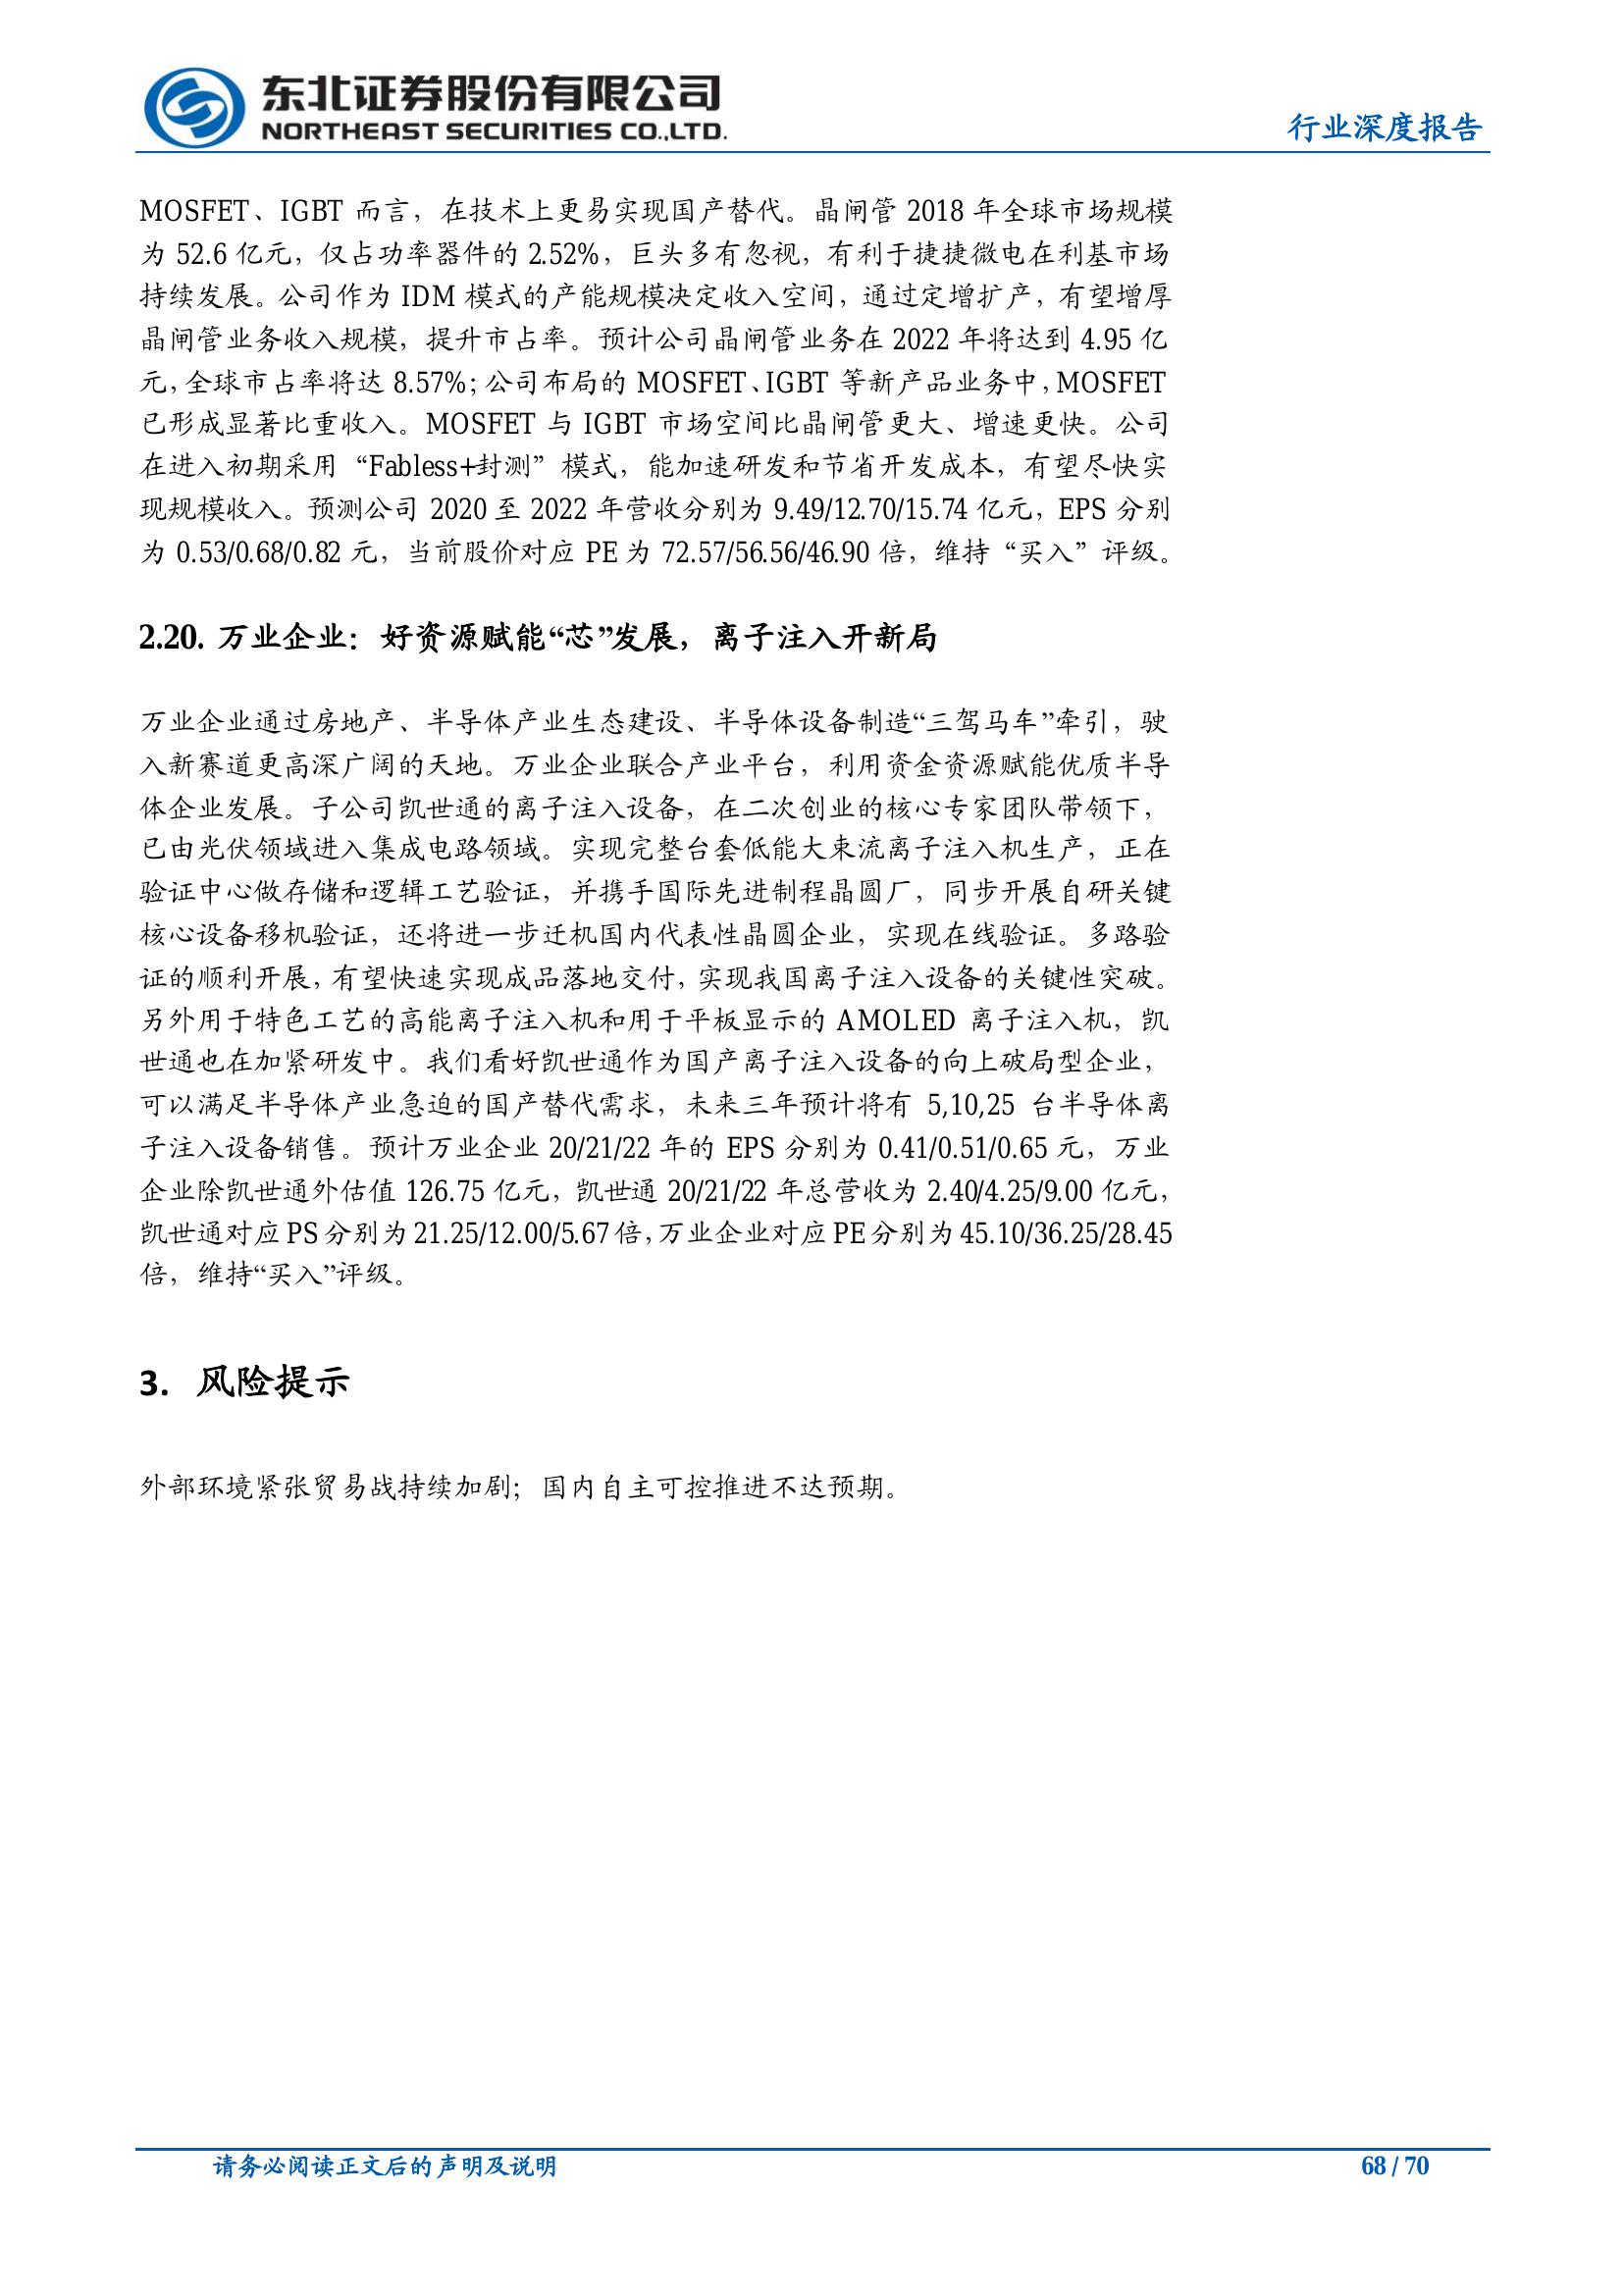 东北证券股份有限公司
NORTHEAST SECURITIES CO.,LTD.
行业深度报告
MOSFET、IGBT 而言，在技术上更易实现国产替代。晶闸管 2018 年全球市场规模
为 52.6 亿元，仅占功率器件的 2.52%，巨头多有忽视，有利于捷捷微电在利基市场
持续发展。公司作为 IDM 模式的产能规模决定收入空间，通过定增扩产，有望增厚
晶闸管业务收入规模，提升市占率。预计公司晶闸管业务在 2022 年将达到 4.95 亿
元，全球市占率将达 8.57%；公司布局的 MOSFET、IGBT 等新产品业务中，MOSFET
已形成显著比重收入。MOSFET 与 IGBT 市场空间比晶闸管更大、增速更快。公司
在进入初期采用“Fabless+封测”模式，能加速研发和节省开发成本，有望尽快实
现规模收入。预测公司 2020 至 2022 年营收分别为 9.49/12.70/15.74 亿元，EPS 分别
为 0.53/0.68/0.82 元，当前股价对应 PE 为 72.57/56.56/46.90 倍，维持“买入”评级。
2.20. 万业企业：好资源赋能“芯”发展，离子注入开新局
万业企业通过房地产、半导体产业生态建设、半导体设备制造“三驾马车”牵引，驶
入新赛道更高深广阔的天地。万业企业联合产业平台，利用资金资源赋能优质半导
体企业发展。子公司凯世通的离子注入设备，在二次创业的核心专家团队带领下，
已由光伏领域进入集成电路领域。实现完整台套低能大束流离子注入机生产，正在
验证中心做存储和逻辑工艺验证，并携手国际先进制程晶圆厂，同步开展自研关键
核心设备移机验证，还将进一步迁机国内代表性晶圆企业，实现在线验证。多路验
证的顺利开展，有望快速实现成品落地交付，实现我国离子注入设备的关键性突破。
另外用于特色工艺的高能离子注入机和用于平板显示的 AMOLED 离子注入机，凯
世通也在加紧研发中。我们看好凯世通作为国产离子注入设备的向上破局型企业，
可以满足半导体产业急迫的国产替代需求，未来三年预计将有 5,10,25 台半导体离
子注入设备销售。预计万业企业 20/21/22 年的 EPS 分别为 0.41/0.51/0.65 元，万业
企业除凯世通外估值 126.75 亿元，凯世通 20/21/22 年总营收为 2.40/4.25/9.00 亿元，
凯世通对应 PS 分别为 21.25/12.00/5.67 倍，万业企业对应 PE 分别为 45.10/36.25/28.45
倍，维持“买入”评级。
3. 风险提示
外部环境紧张贸易战持续加剧；国内自主可控推进不达预期。
请务必阅读正文后的声明及说明
68 / 70